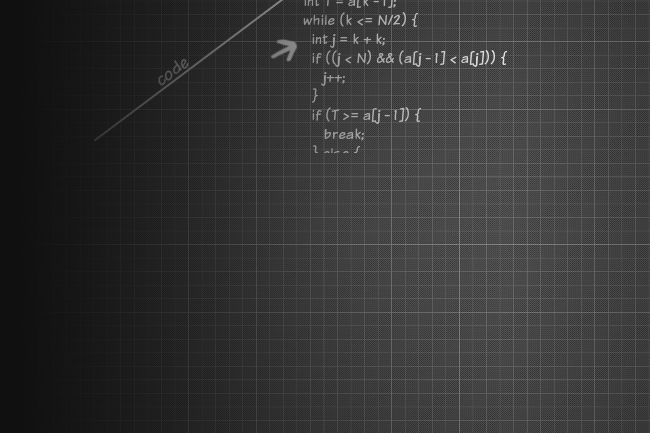 int T = a[k - 1];
while (k <= N/2) {
int j = k + k;
if ((j < N) && (a[j - 1] < a[j])) {
j++;
}
if (T >= a[j - 1]) {
break;
} else {
code